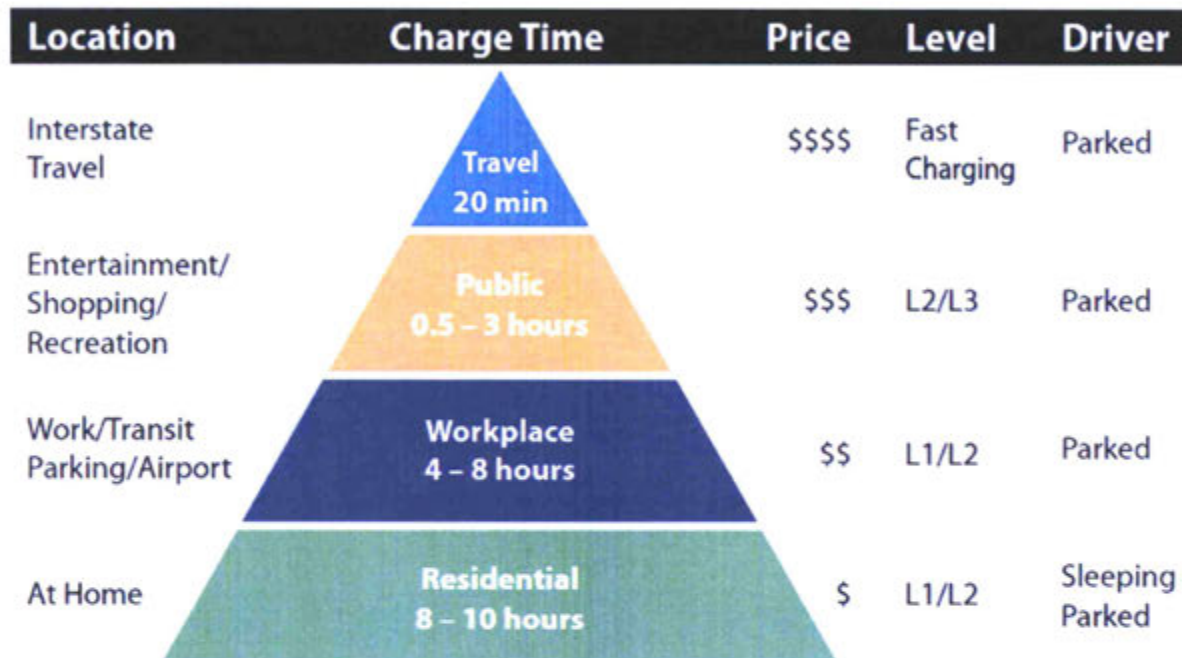 Location Charge Time Price Level Driver
Interstate
Travel
Travel
20 min
$$$$
Fast
Charging
Parked
Entertainment/
Shopping/
Recreation
Public
0.5 – 3 hours
$$$
L2/L3
Parked
Work/Transit
Parking/Airport
Workplace
4 – 8 hours
$$
L1/L2
Parked
At Home
Residential
8 – 10 hours
$
L1/L2
Sleeping
Parked